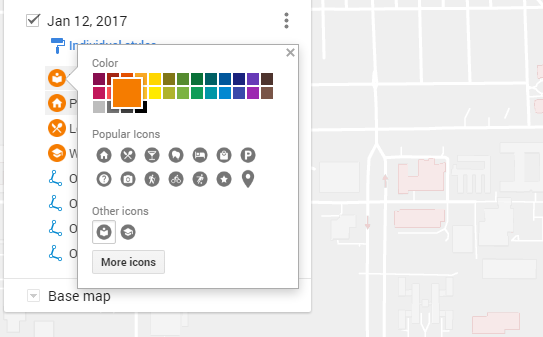 Jan 12, 2017
Individual styles
Color
Popular Icons
Other icons
More icons
Base map